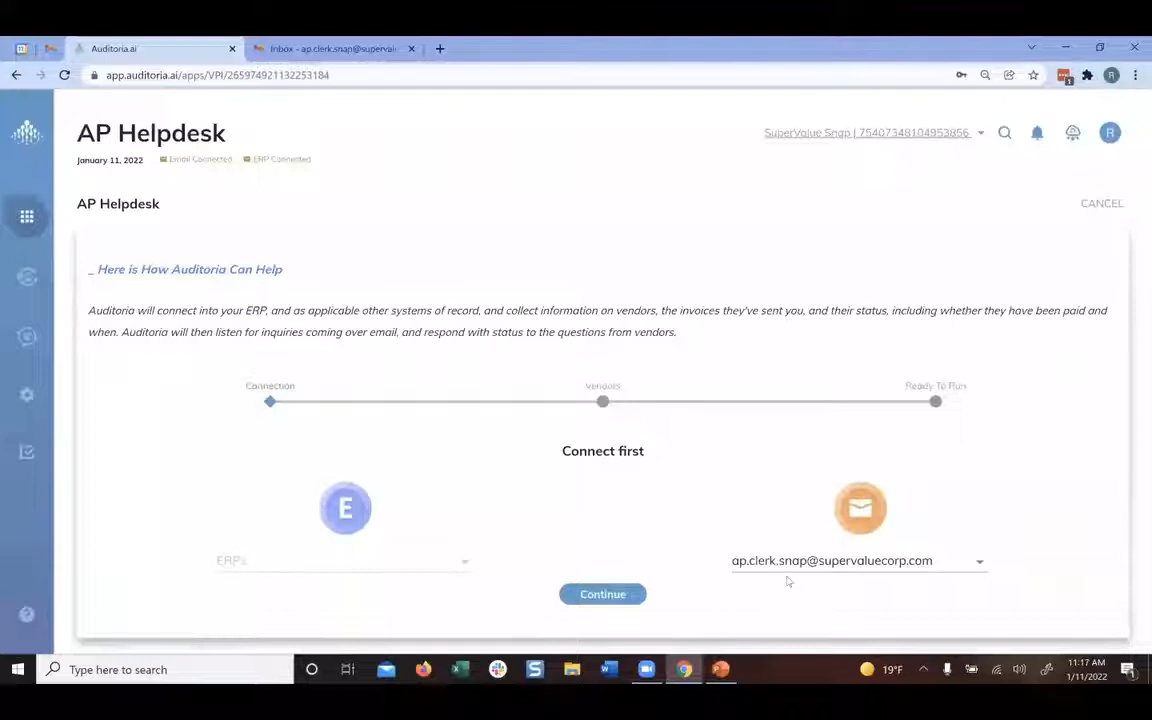 Auditoria.ai
Inbox - ap.clerk.snap@superval
app.auditoria.ai/apps/VPI/265974921132253184
R
AP Helpdesk
SuperValue Snap | 75407348104953856
R
January 11, 2022 Email Connected ERP Connected
AP Helpdesk
CANCEL
_ Here is How Auditoria Can Help
Auditoria will connect into your ERP, and as applicable other systems of record, and collect information on vendors, the invoices they've sent you, and their status, including whether they have been paid and
when. Auditoria will then listen for inquiries coming over email, and respond with status to the questions from vendors.
Connection Vendors Ready To Run
Connect first
E
ERPs
ap.clerk.snap@supervaluecorp.com
Continue
Type here to search
19°F
11:17 AM
1/11/2022